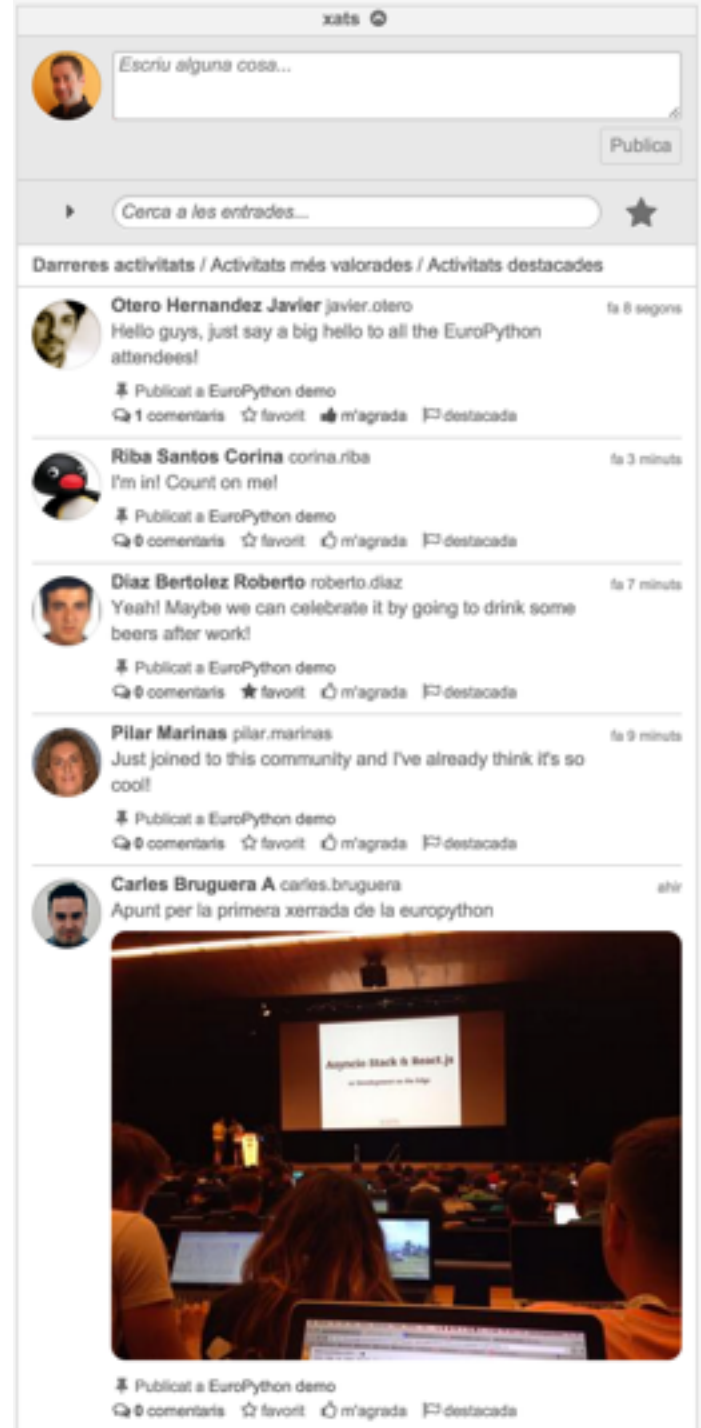 xats
Escriu alguna cosa...
Publica
Cerca a les entrades...
Darreres activitats / Activitats més valorades / Activitats destacades
Otero Hernandez Javier javier.otero fa 8 segons
Hello guys, just say a big hello to all the EuroPython
attendees!
Publicat a EuroPython demo
1 comentaris favorit m'agrada destacada
Riba Santos Corina corina.riba fa 3 minuts
I'm in! Count on me!
Publicat a EuroPython demo
0 comentaris favorit m'agrada destacada
Diaz Bertolez Roberto roberto.diaz fa 7 minuts
Yeah! Maybe we can celebrate it by going to drink some
beers after work!
Publicat a EuroPython demo
0 comentaris favorit m'agrada destacada
Pilar Marinas pilar.marinas fa 9 minuts
Just joined to this community and I've already think it's so
cool!
Publicat a EuroPython demo
0 comentaris favorit m'agrada destacada
Carles Bruguera A carles.bruguera ahir
Apunt per la primera xerrada de la europython
Asyncio Stack & React.js
or Development on the Edge
Publicat a EuroPython demo
0 comentaris favorit m'agrada destacada